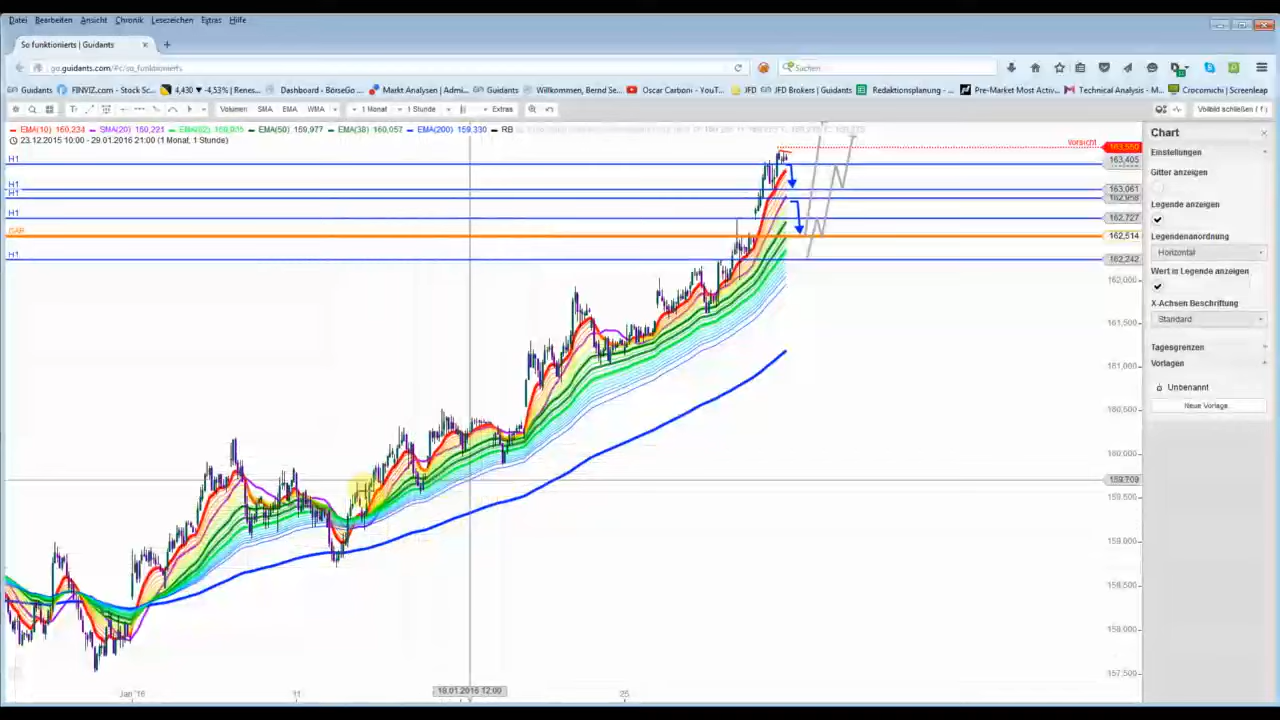 Datei Bearbeiten Ansicht Chronik Lesezeichen Extras Hilfe
So funktionierts | Guidants
go.guidants.com/#c/so_funktionierts
Suchen
Guidants FINVIZ.com - Stock Sc... 4,430 ▼ -4,53% | Renes... Dashboard - BörseGo ... Markt Analysen | Admi... Guidants Willkommen, Bernd Se... Oscar Carboni - YouT... JFD JFD Brokers | Guidants Redaktionsplanung - ... Pre-Market Most Activ... Technical Analysis - M... Crocomichi | Screenleap
Volumen SMA EMA WMA 1 Monat 1 Stunde Extras Vollbild schließen ( f )
EMA(10) 160,234 SMA(20) 160,221 EMA(50) 159,977 EMA(38) 160,057 EMA(200) 159,330 RB
23.12.2015 10:00 - 29.01.2016 21:00 (1 Monat, 1 Stunde)
Vorsicht
H1
H1
H1
H1
GAP
H1
163,405
163,061
162,958
162,727
162,514
162,242
162,000
161,500
161,000
160,500
160,000
159,709
159,500
159,000
158,500
158,000
157,500
Jan '16 11 18.01.2016 12:00 25
Chart
Einstellungen
Gitter anzeigen
Legende anzeigen
Legendenanordnung
Horizontal
Wert in Legende anzeigen
X-Achsen Beschriftung
Standard
Tagesgrenzen
Vorlagen
Unbenannt
Neue Vorlage